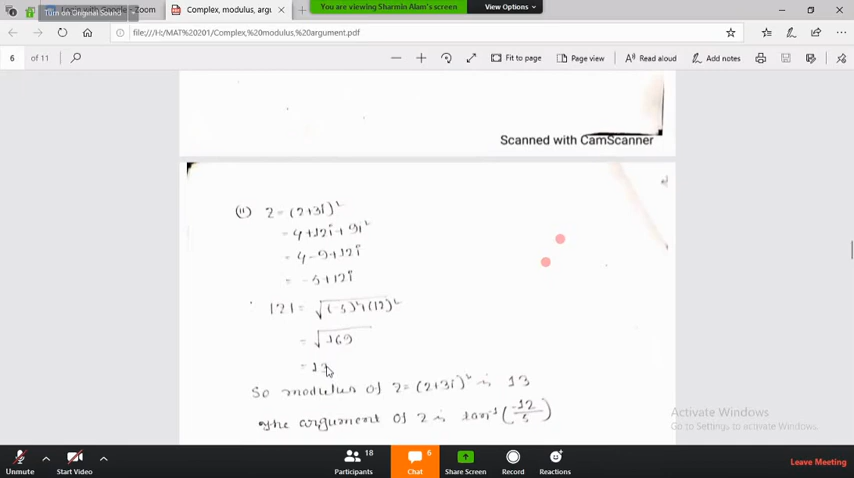 Login with Google - Zoom
Turn on Original Sound
Complex, modulus, argu
You are viewing Sharmin Alam's screen
View Options
file:///H:/MAT%20201/Complex,%20modulus,%20argument.pdf
6 of 11
Fit to page
Page view
Read aloud
Add notes
Scanned with CamScanner
(ii) z = (2+3i)²
= 4+12i+9i²
= 4-9+12i
= -5+12i
|z| = √(-5)²+(12)²
= √169
= 13
So modulus of z = (2+3i)² is 13
The argument of z is tan⁻¹ (-12/5)
Activate Windows
Go to Settings to activate Windows.
18
6
Unmute
Start Video
Participants
Chat
Share Screen
Record
Reactions
Leave Meeting